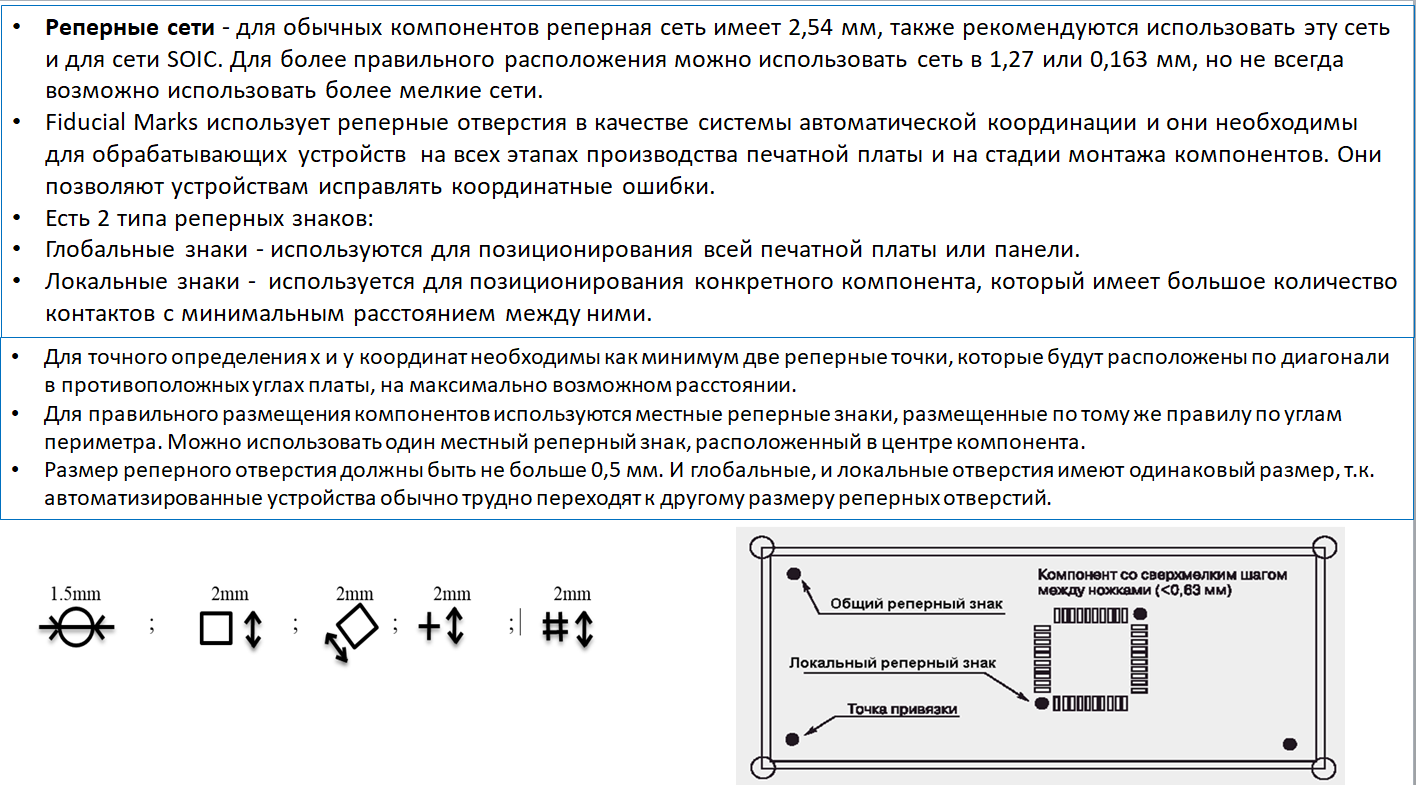 • Реперные сети - для обычных компонентов реперная сеть имеет 2,54 мм, также рекомендуются использовать эту сеть
и для сети SOIC. Для более правильного расположения можно использовать сеть в 1,27 или 0,163 мм, но не всегда
возможно использовать более мелкие сети.
• Fiducial Marks использует реперные отверстия в качестве системы автоматической координации и они необходимы
для обрабатывающих устройств на всех этапах производства печатной платы и на стадии монтажа компонентов. Они
позволяют устройствам исправлять координатные ошибки.
• Есть 2 типа реперных знаков:
• Глобальные знаки - используются для позиционирования всей печатной платы или панели.
• Локальные знаки - используется для позиционирования конкретного компонента, который имеет большое количество
контактов с минимальным расстоянием между ними.
• Для точного определения x и y координат необходимы как минимум две реперные точки, которые будут расположены по диагонали
в противоположных углах платы, на максимально возможном расстоянии.
• Для правильного размещения компонентов используются местные реперные знаки, размещенные по тому же правилу по углам
периметра. Можно использовать один местный реперный знак, расположенный в центре компонента.
• Размер реперного отверстия должны быть не больше 0,5 мм. И глобальные, и локальные отверстия имеют одинаковый размер, т.к.
автоматизированные устройства обычно трудно переходят к другому размеру реперных отверстий.
1.5mm 2mm 2mm 2mm 2mm
; ; ; ;
Компонент со сверхмелким шагом
между ножками (<0,63 мм)
Общий реперный знак
Локальный реперный знак
Точка привязки